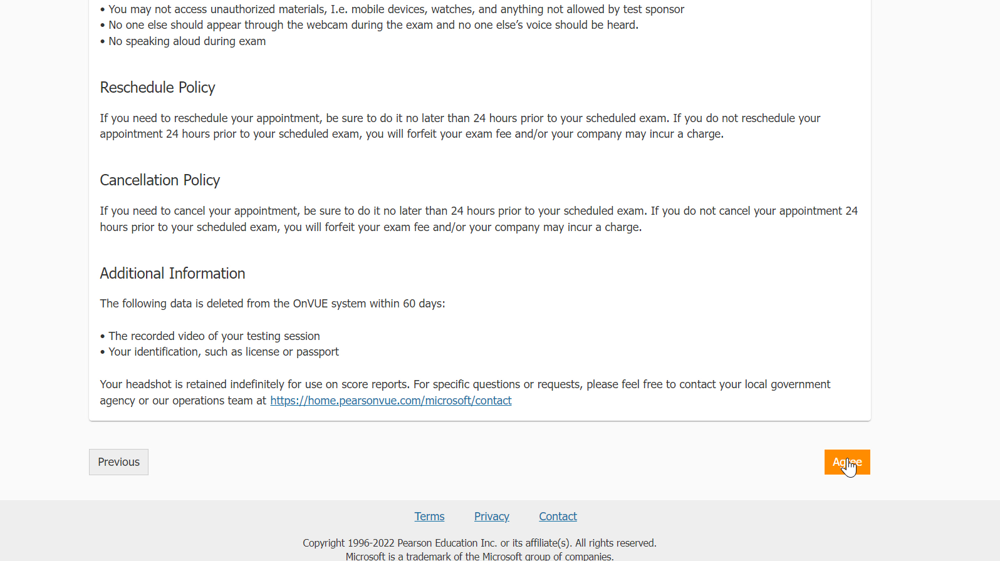 • You may not access unauthorized materials, I.e. mobile devices, watches, and anything not allowed by test sponsor
• No one else should appear through the webcam during the exam and no one else’s voice should be heard.
• No speaking aloud during exam
Reschedule Policy
If you need to reschedule your appointment, be sure to do it no later than 24 hours prior to your scheduled exam. If you do not reschedule your
appointment 24 hours prior to your scheduled exam, you will forfeit your exam fee and/or your company may incur a charge.
Cancellation Policy
If you need to cancel your appointment, be sure to do it no later than 24 hours prior to your scheduled exam. If you do not cancel your appointment 24
hours prior to your scheduled exam, you will forfeit your exam fee and/or your company may incur a charge.
Additional Information
The following data is deleted from the OnVUE system within 60 days:
• The recorded video of your testing session
• Your identification, such as license or passport
Your headshot is retained indefinitely for use on score reports. For specific questions or requests, please feel free to contact your local government
agency or our operations team at https://home.pearsonvue.com/microsoft/contact
Previous
Agree
Terms Privacy Contact
Copyright 1996-2022 Pearson Education Inc. or its affiliate(s). All rights reserved.
Microsoft is a trademark of the Microsoft group of companies.